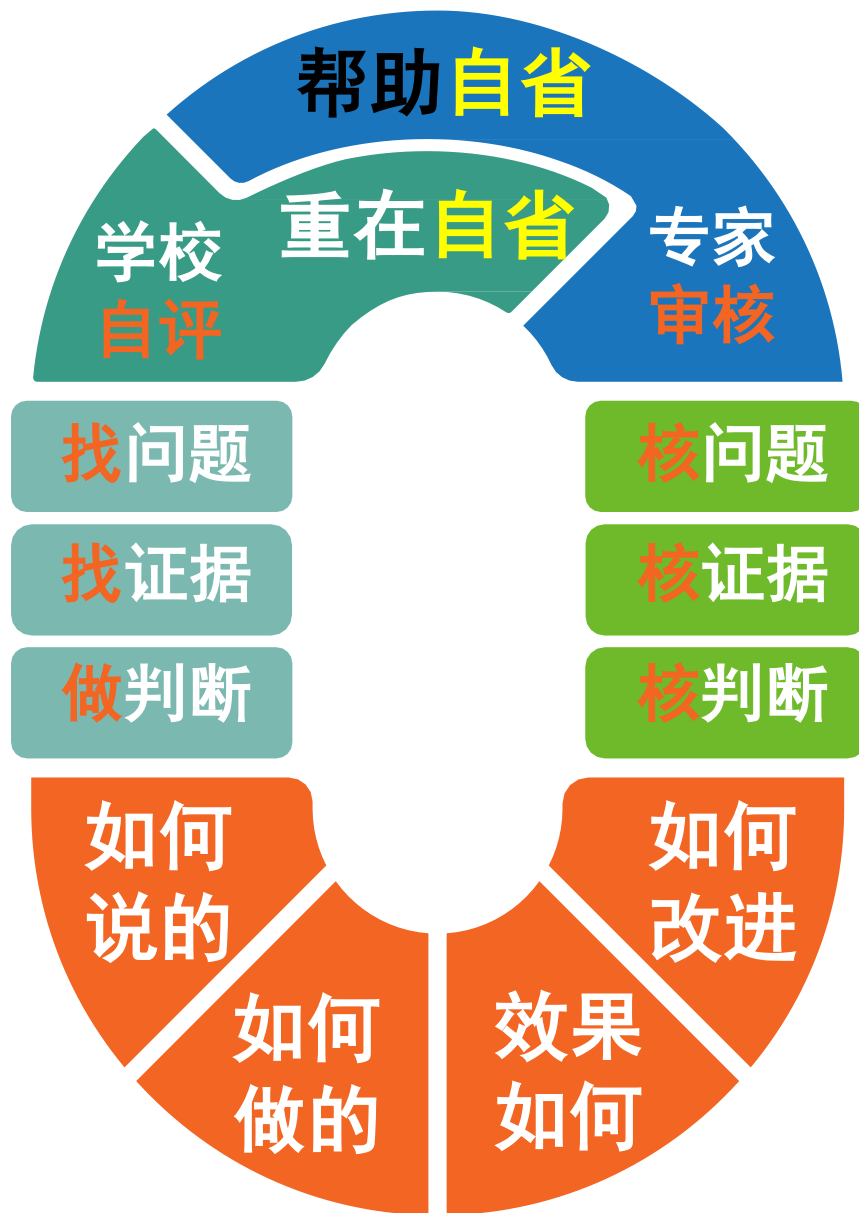 帮助自省
重在自省
学校
自评
专家
审核
找问题
核问题
找证据
核证据
做判断
核判断
如何
说的
如何
做的
效果
如何
如何
改进